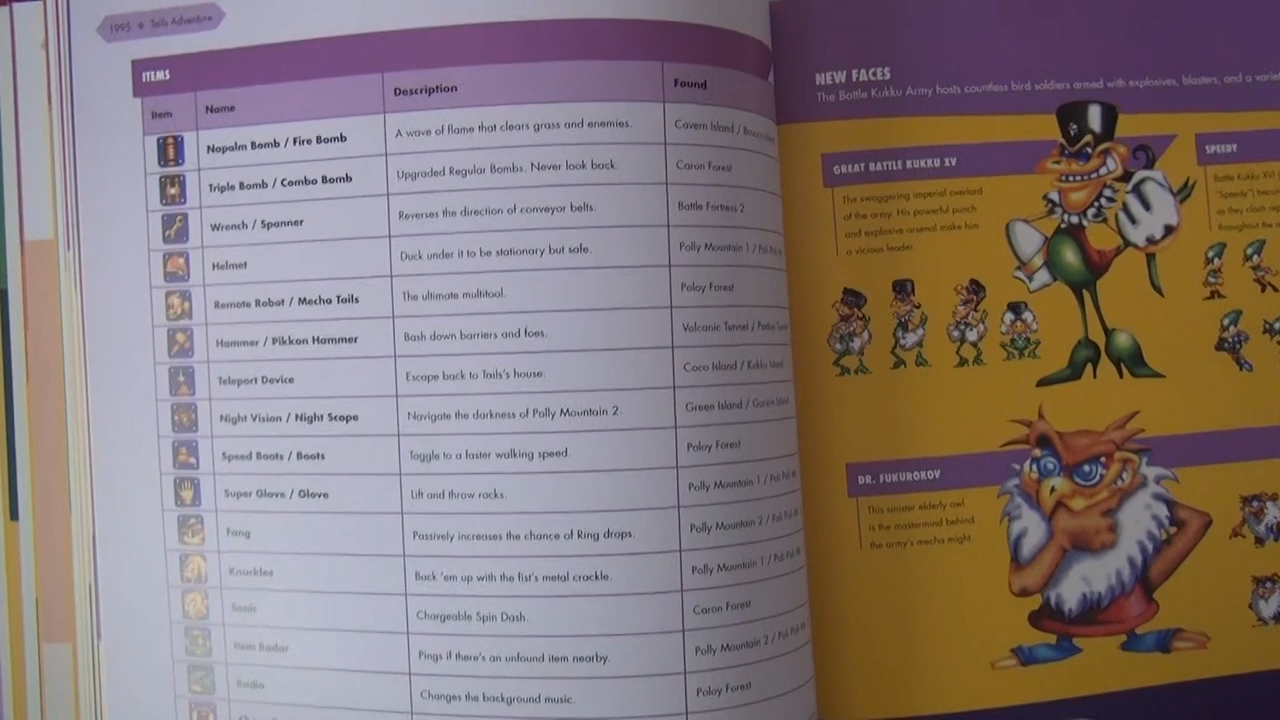 1995 ✦ Tails Adventure
ITEMS
Item Name Description Found
Napalm Bomb / Fire Bomb A wave of flame that clears grass and enemies. Cavern Island /
Triple Bomb / Combo Bomb Upgraded Regular Bombs. Never look back. Caron Forest
Wrench / Spanner Reverses the direction of conveyor belts. Battle Fortress 2
Helmet Duck under it to be stationary but safe. Polly Mountain 1 /
Remote Robot / Mecha Tails The ultimate multitool. Poloy Forest
Hammer / Pikkon Hammer Bash down barriers and foes. Volcanic Tunnel /
Teleport Device Escape back to Tails's house. Coco Island / Kukku Island
Night Vision / Night Scope Navigate the darkness of Polly Mountain 2. Green Island /
Speed Boots / Boots Toggle to a faster walking speed. Poloy Forest
Super Glove / Glove Lift and throw rocks. Polly Mountain 1 /
Fang Passively increases the chance of Ring drops. Polly Mountain 2 /
Knuckles Back 'em up with the fist's metal crackle. Polly Mountain 1 /
Sonic Chargeable Spin Dash. Caron Forest
Item Radar Pings if there's an unfound item nearby. Polly Mountain 2 /
Radio Changes the background music. Poloy Forest
NEW FACES
The Battle Kukku Army hosts countless bird soldiers armed with explosives, blasters, and a
GREAT BATTLE KUKKU XV
The swaggering imperial overlord
of the army. His powerful punch
and explosive arsenal make him
a vicious leader.
SPEEDY
Battle Kukku XVI
"Speedy")
as they clash
throughout the
DR. FUKUROKOV
This sinister elderly owl
is the mastermind behind
the army's mecha might.